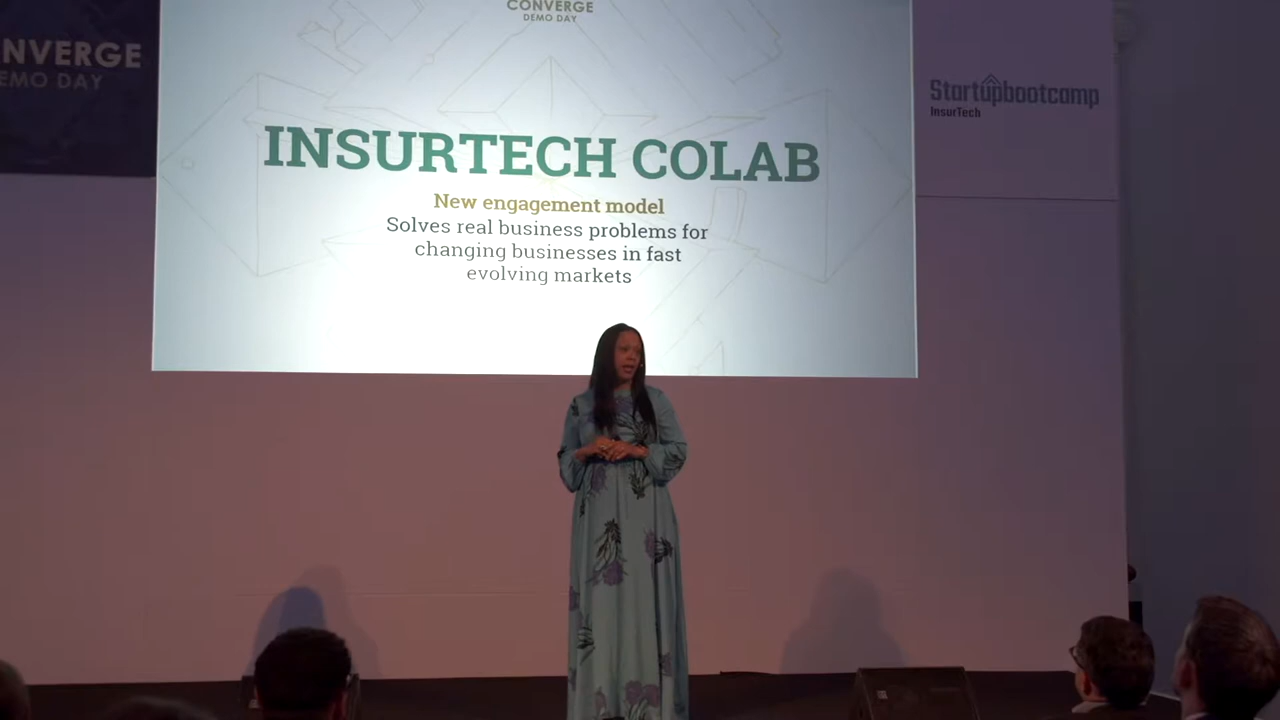 CONVERGE
DEMO DAY
INSURTECH COLAB
New engagement model
Solves real business problems for
changing businesses in fast
evolving markets
NVERGE
EMO DAY
Startupbootcamp
InsurTech